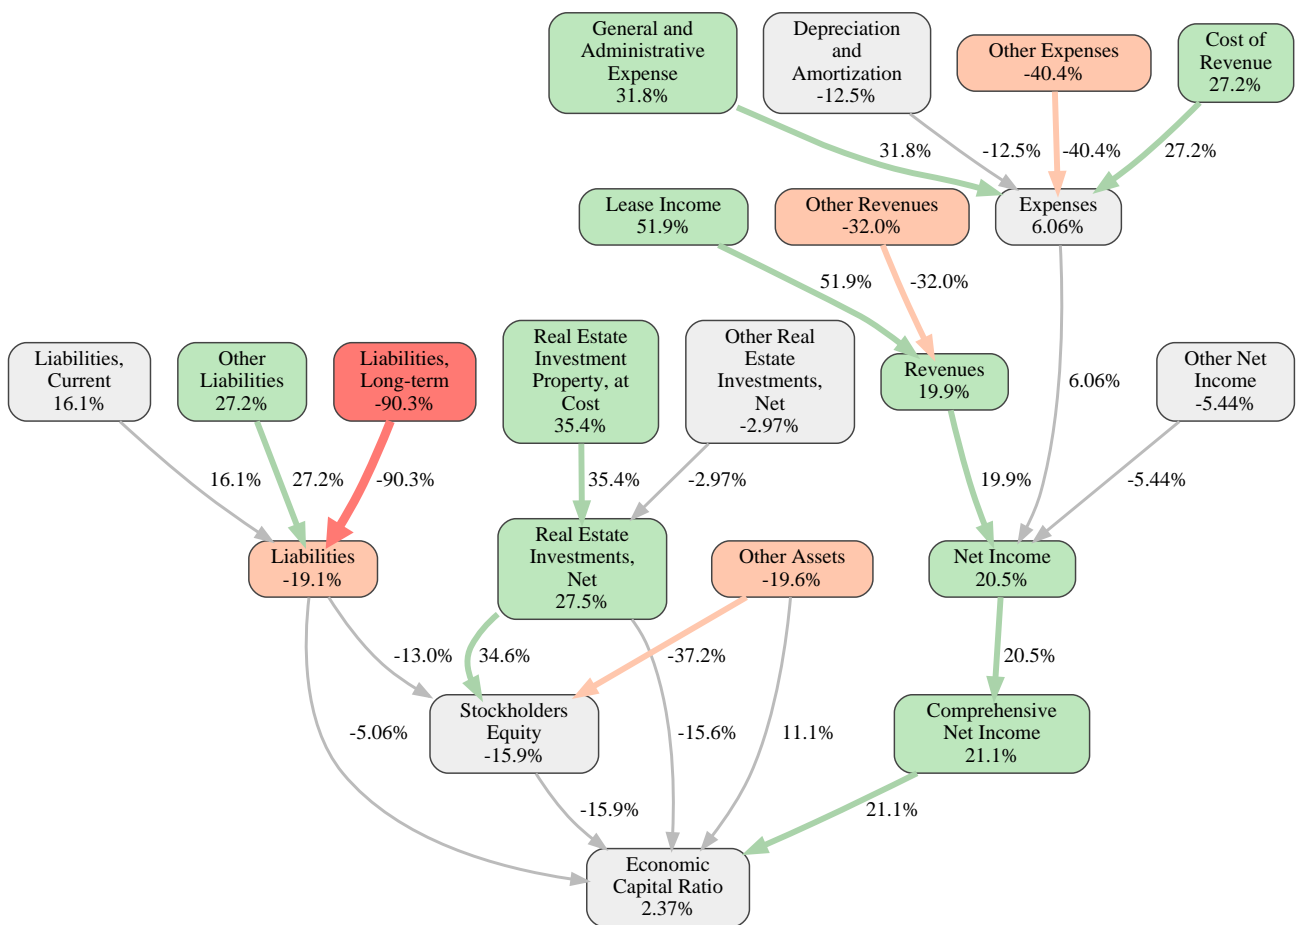 General and
Administrative
Expense
31.8%
Depreciation
and
Amortization
-12.5%
Other Expenses
-40.4%
Cost of
Revenue
27.2%
31.8%
-12.5%
-40.4%
27.2%
Lease Income
51.9%
Other Revenues
-32.0%
Expenses
6.06%
51.9%
-32.0%
Liabilities,
Current
16.1%
Other
Liabilities
27.2%
Liabilities,
Long-term
-90.3%
Real Estate
Investment
Property, at
Cost
35.4%
Other Real
Estate
Investments,
Net
-2.97%
Revenues
19.9%
6.06%
Other Net
Income
-5.44%
16.1%
27.2%
-90.3%
35.4%
-2.97%
19.9%
-5.44%
Liabilities
-19.1%
Real Estate
Investments,
Net
27.5%
Other Assets
-19.6%
Net Income
20.5%
-13.0%
34.6%
-37.2%
20.5%
-5.06%
Stockholders
Equity
-15.9%
-15.6%
11.1%
Comprehensive
Net Income
21.1%
-15.9%
21.1%
Economic
Capital Ratio
2.37%